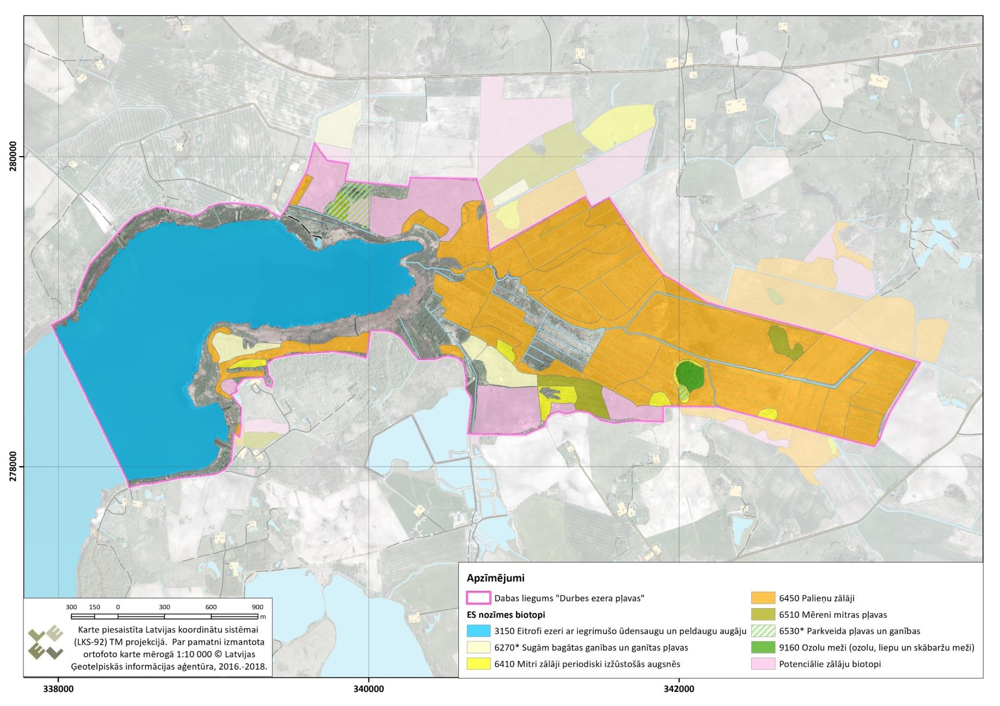 280000
278000
Apzīmējumi
Dabas liegums "Durbes ezera pļavas"
ES nozīmes biotopi
3150 Eitrofi ezeri ar iegrimušo ūdensaugu un peldaugu augāju
6270* Sugām bagātas ganības un ganītas pļavas
6410 Mitri zālāji periodiski izžūstošās augsnēs
6450 Palieņu zālāji
6510 Mēreni mitras pļavas
6530* Parkveida pļavas un ganības
9160 Ozolu meži (ozolu, liepu un skābaržu meži)
Potenciālie zālāju biotopi
300 150 0 300 600 900
m
Karte piesaistīta Latvijas koordinātu sistēmai
(LKS-92) TM projekcijā. Par pamatni izmantota
ortofoto karte mērogā 1:10 000 © Latvijas
Ģeotelpiskās informācijas aģentūra, 2016.-2018.
338000
340000
342000